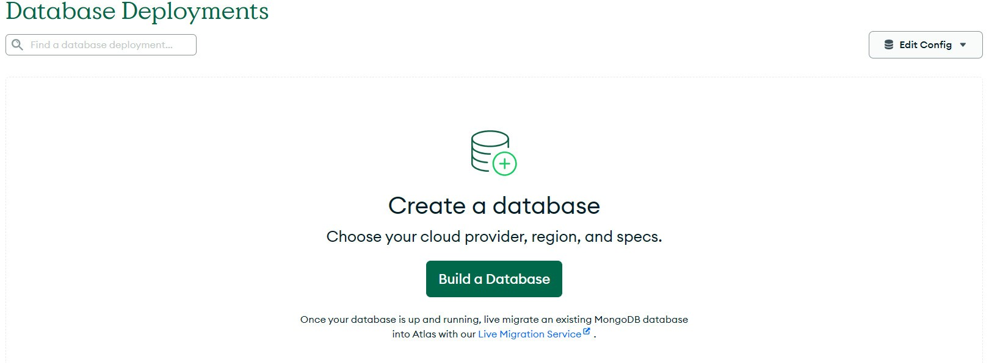 Database Deployments
Find a database deployment...
Edit Config
Create a database
Choose your cloud provider, region, and specs.
Build a Database
Once your database is up and running, live migrate an existing MongoDB database
into Atlas with our Live Migration Service .